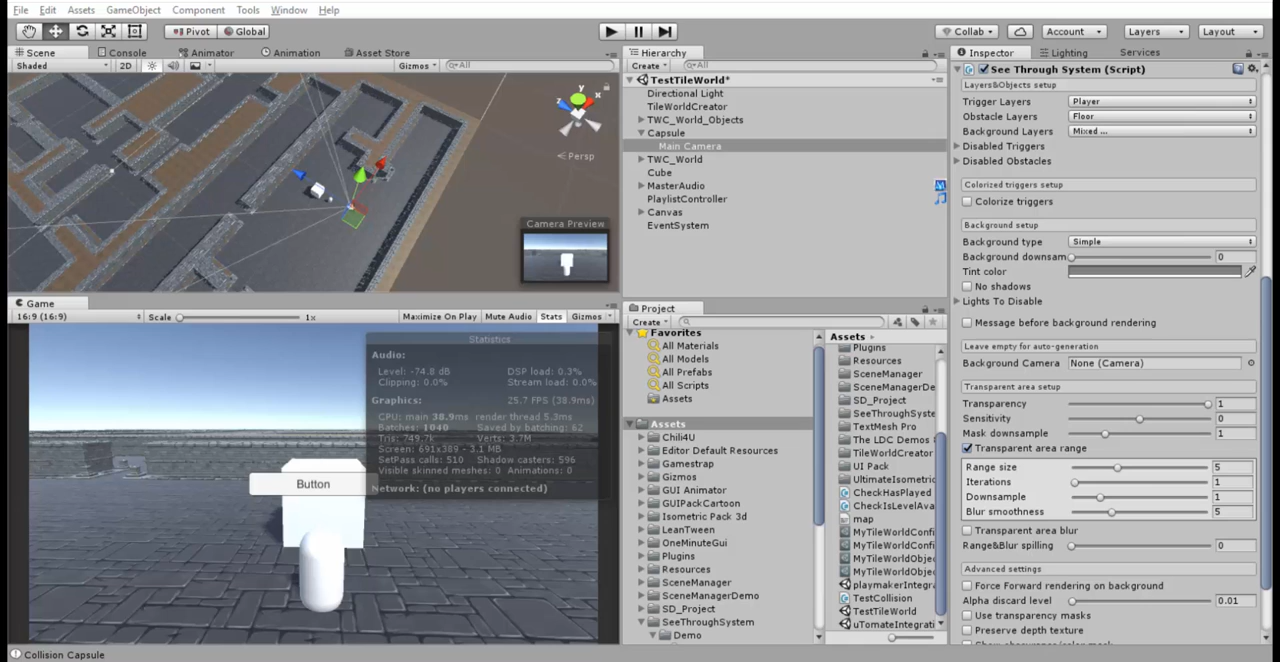 File Edit Assets GameObject Component Tools Window Help
Pivot Global Collab Account Layers Layout
Scene Console Animator Animation Asset Store
Shaded 2D Gizmos All
y
x
z
Persp
Camera Preview
Game
16:9 (16:9) Scale 1x Maximize On Play Mute Audio Stats Gizmos
Statistics
Audio:
Level: -74.8 dB DSP load: 0.3%
Clipping: 0.0% Stream load: 0.0%
Graphics: 25.7 FPS (38.9ms)
CPU: main 38.9ms render thread 5.3ms
Batches: 1040 Saved by batching: 62
Tris: 749.7k Verts: 3.7M
Screen: 691x389 - 3.1 MB
SetPass calls: 510 Shadow casters: 596
Visible skinned meshes: 0 Animations: 0
Network: (no players connected)
Button
Collision Capsule
Hierarchy
Create All
TestTileWorld*
Directional Light
TileWorldCreator
TWC_World_Objects
Capsule
Main Camera
TWC_World
Cube
MasterAudio
PlaylistController
Canvas
EventSystem
Project
Create
Favorites
All Materials
All Models
All Prefabs
All Scripts
Assets
Assets
Chili4U
Editor Default Resources
Gamestrap
Gizmos
GUI Animator
GUIPackCartoon
Isometric Pack 3d
LeanTween
OneMinuteGui
Plugins
Resources
SceneManager
SceneManagerDemo
SD_Project
SeeThroughSystem
Demo
Assets
Plugins
Resources
SceneManager
SceneManagerDe
SD_Project
SeeThroughSyste
TextMesh Pro
The LDC Demos
TileWorldCreator
UI Pack
UltimateIsometric
CheckHasPlayed
CheckIsLevelAva
map
MyTileWorldConfi
MyTileWorldConfi
MyTileWorldObjec
MyTileWorldObjec
playmakerIntegra
TestCollision
TestTileWorld
uTomateIntegrati
Inspector Lighting Services
See Through System (Script)
Layers&Objects setup
Trigger Layers Player
Obstacle Layers Floor
Background Layers Mixed ...
Disabled Triggers
Disabled Obstacles
Colorized triggers setup
Colorize triggers
Background setup
Background type Simple
Background downsam 0
Tint color
No shadows
Lights To Disable
Message before background rendering
Leave empty for auto-generation
Background Camera None (Camera)
Transparent area setup
Transparency 1
Sensitivity 0
Mask downsample 1
Transparent area range
Range size 5
Iterations 1
Downsample 1
Blur smoothness 5
Transparent area blur
Range&Blur spilling 0
Advanced settings
Force Forward rendering on background
Alpha discard level 0.01
Use transparency masks
Preserve depth texture